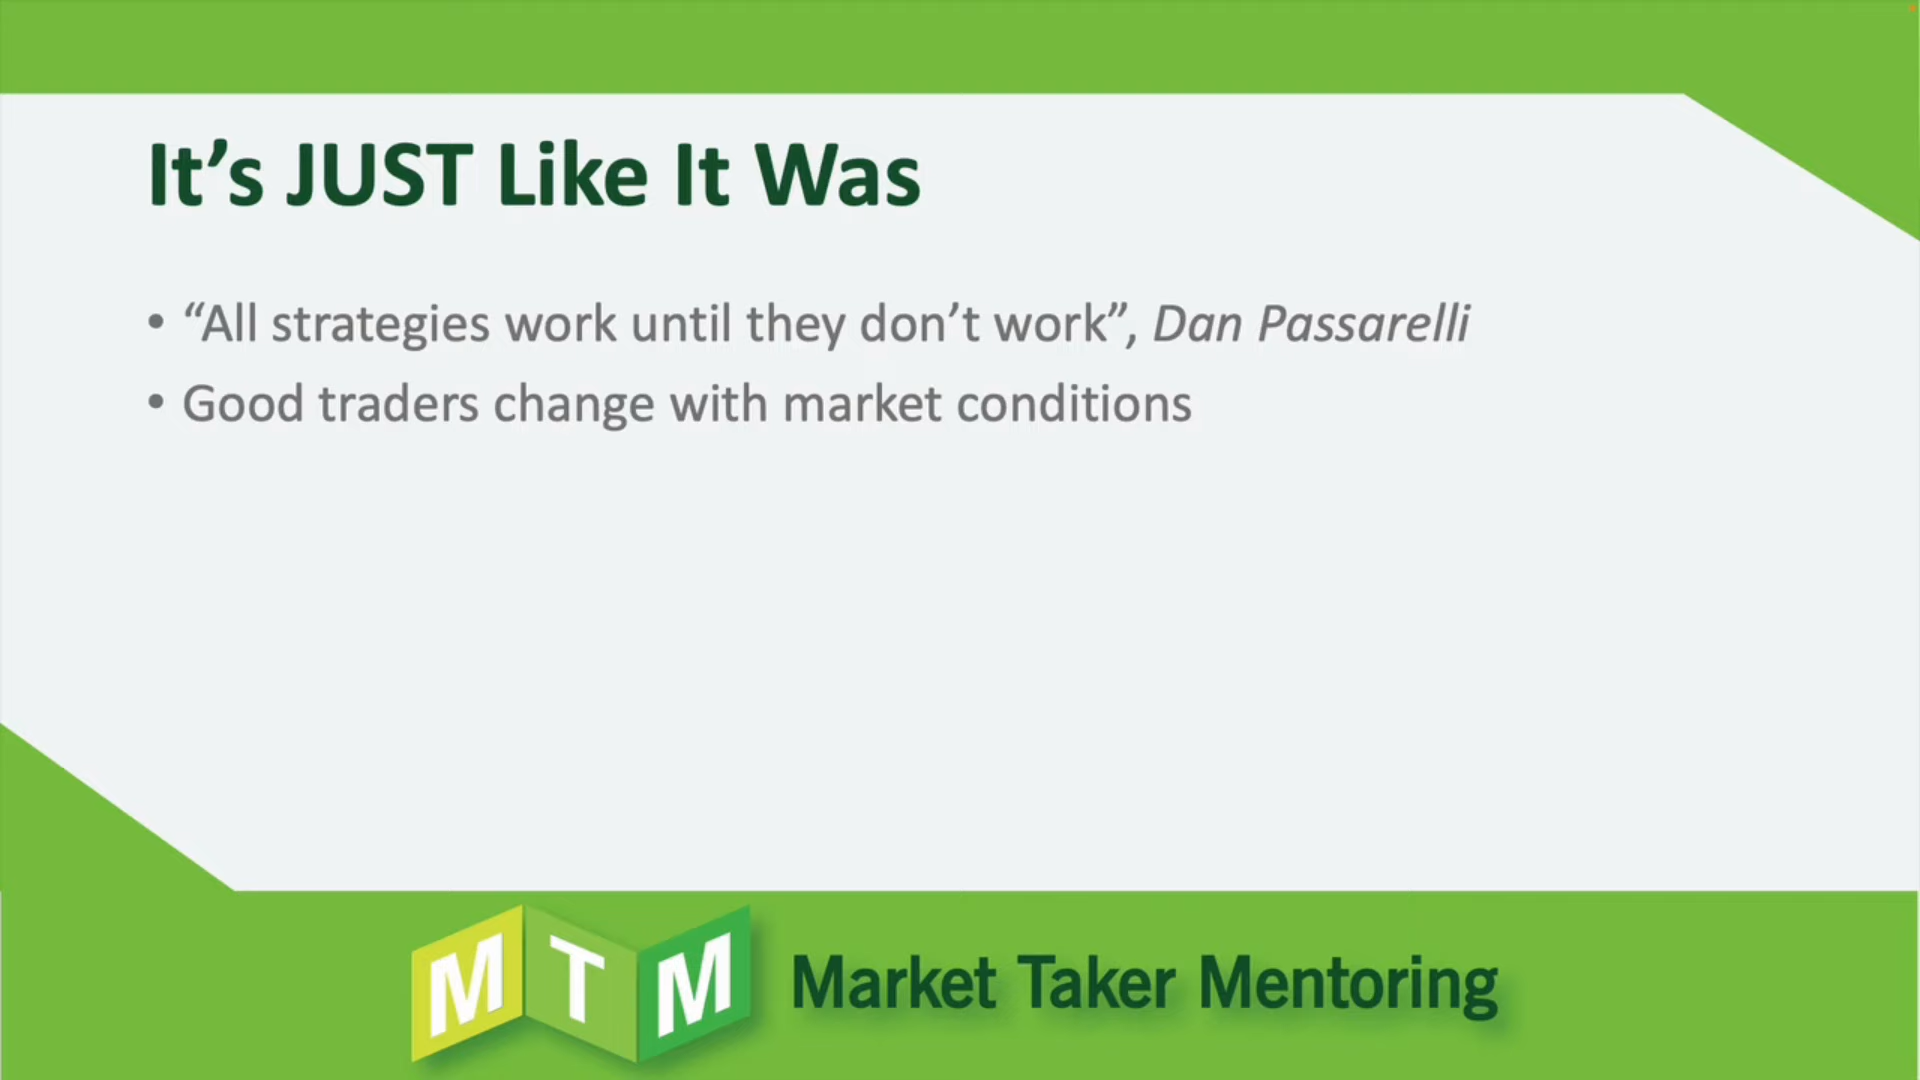 It’s JUST Like It Was
• “All strategies work until they don’t work”, Dan Passarelli
• Good traders change with market conditions
MTM Market Taker Mentoring